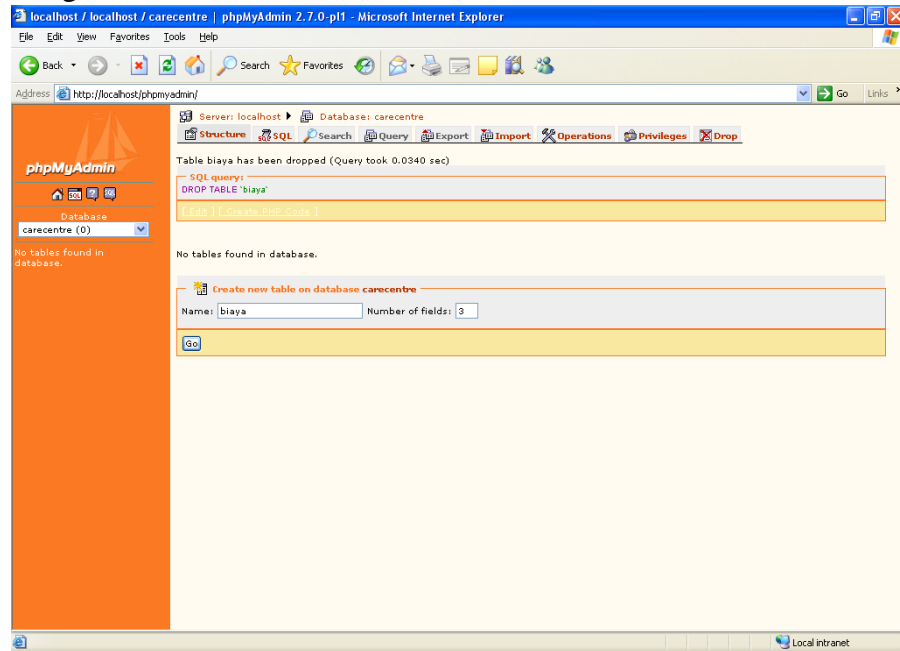 localhost / localhost / carecentre | phpMyAdmin 2.7.0-pl1 - Microsoft Internet Explorer
File Edit View Favorites Tools Help
Back Search Favorites
Address http://localhost/phpmyadmin/ Go Links
phpMyAdmin
SQL
Database
carecentre (0)
No tables found in
database.
Server: localhost Database: carecentre
Structure SQL Search Query Export Import Operations Privileges Drop
Table biaya has been dropped (Query took 0.0340 sec)
SQL query:
DROP TABLE `biaya`
[ Edit ] [ Create PHP Code ]
No tables found in database.
Create new table on database carecentre
Name: biaya Number of fields: 3
Go
Local intranet